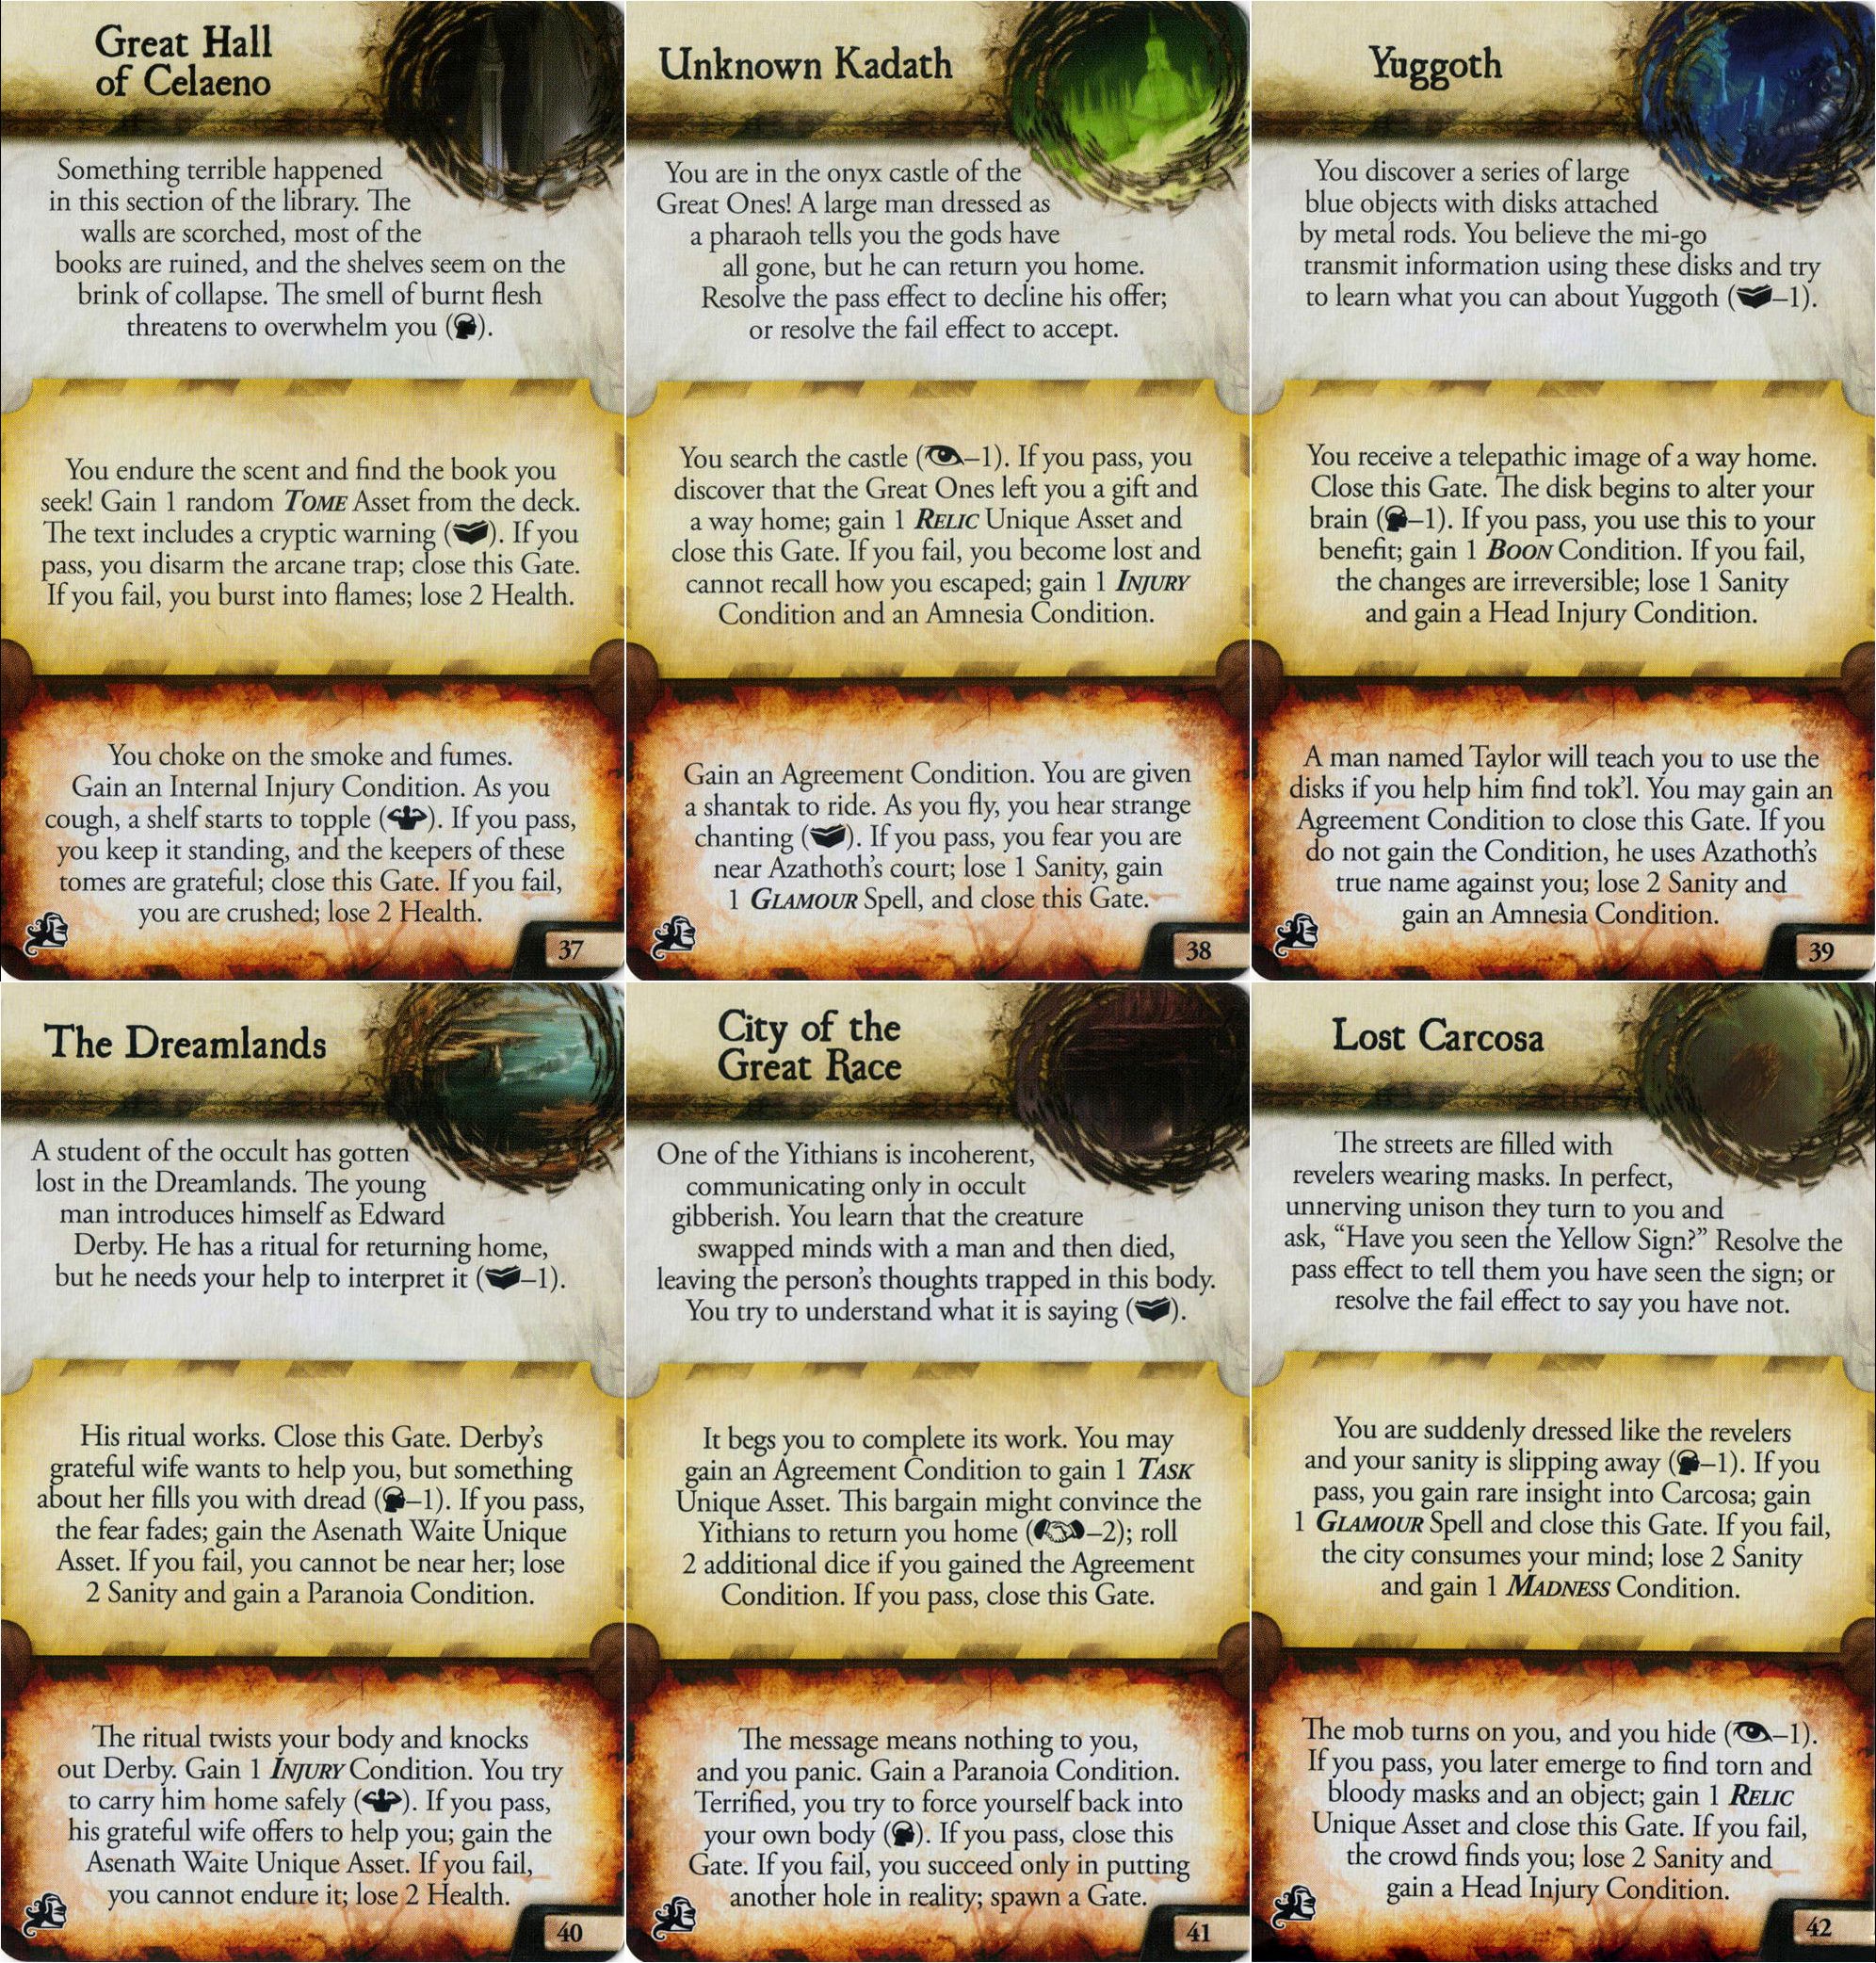 Great Hall
of Celaeno
Something terrible happened
in this section of the library. The
walls are scorched, most of the
books are ruined, and the shelves seem on the
brink of collapse. The smell of burnt flesh
threatens to overwhelm you ( ).
You endure the scent and find the book you
seek! Gain 1 random TOME Asset from the deck.
The text includes a cryptic warning ( ). If you
pass, you disarm the arcane trap; close this Gate.
If you fail, you burst into flames; lose 2 Health.
You choke on the smoke and fumes.
Gain an Internal Injury Condition. As you
cough, a shelf starts to topple ( ). If you pass,
you keep it standing, and the keepers of these
tomes are grateful; close this Gate. If you fail,
you are crushed; lose 2 Health.
37
Unknown Kadath
You are in the onyx castle of the
Great Ones! A large man dressed as
a pharaoh tells you the gods have
all gone, but he can return you home.
Resolve the pass effect to decline his offer;
or resolve the fail effect to accept.
You search the castle ( –1). If you pass, you
discover that the Great Ones left you a gift and
a way home; gain 1 RELIC Unique Asset and
close this Gate. If you fail, you become lost and
cannot recall how you escaped; gain 1 INJURY
Condition and an Amnesia Condition.
Gain an Agreement Condition. You are given
a shantak to ride. As you fly, you hear strange
chanting ( ). If you pass, you fear you are
near Azathoth's court; lose 1 Sanity, gain
1 GLAMOUR Spell, and close this Gate.
38
Yuggoth
You discover a series of large
blue objects with disks attached
by metal rods. You believe the mi-go
transmit information using these disks and try
to learn what you can about Yuggoth ( –1).
You receive a telepathic image of a way home.
Close this Gate. The disk begins to alter your
brain ( –1). If you pass, you use this to your
benefit; gain 1 BOON Condition. If you fail,
the changes are irreversible; lose 1 Sanity
and gain a Head Injury Condition.
A man named Taylor will teach you to use the
disks if you help him find tok'l. You may gain an
Agreement Condition to close this Gate. If you
do not gain the Condition, he uses Azathoth's
true name against you; lose 2 Sanity and
gain an Amnesia Condition.
39
The Dreamlands
A student of the occult has gotten
lost in the Dreamlands. The young
man introduces himself as Edward
Derby. He has a ritual for returning home,
but he needs your help to interpret it ( –1).
His ritual works. Close this Gate. Derby's
grateful wife wants to help you, but something
about her fills you with dread ( –1). If you pass,
the fear fades; gain the Asenath Waite Unique
Asset. If you fail, you cannot be near her; lose
2 Sanity and gain a Paranoia Condition.
The ritual twists your body and knocks
out Derby. Gain 1 INJURY Condition. You try
to carry him home safely ( ). If you pass,
his grateful wife offers to help you; gain the
Asenath Waite Unique Asset. If you fail,
you cannot endure it; lose 2 Health.
40
City of the
Great Race
One of the Yithians is incoherent,
communicating only in occult
gibberish. You learn that the creature
swapped minds with a man and then died,
leaving the person's thoughts trapped in this body.
You try to understand what it is saying ( ).
It begs you to complete its work. You may
gain an Agreement Condition to gain 1 TASK
Unique Asset. This bargain might convince the
Yithians to return you home ( –2); roll
2 additional dice if you gained the Agreement
Condition. If you pass, close this Gate.
The message means nothing to you,
and you panic. Gain a Paranoia Condition.
Terrified, you try to force yourself back into
your own body ( ). If you pass, close this
Gate. If you fail, you succeed only in putting
another hole in reality; spawn a Gate.
41
Lost Carcosa
The streets are filled with
revelers wearing masks. In perfect,
unnerving unison they turn to you and
ask, “Have you seen the Yellow Sign?” Resolve the
pass effect to tell them you have seen the sign; or
resolve the fail effect to say you have not.
You are suddenly dressed like the revelers
and your sanity is slipping away ( –1). If you
pass, you gain rare insight into Carcosa; gain
1 GLAMOUR Spell and close this Gate. If you fail,
the city consumes your mind; lose 2 Sanity
and gain 1 MADNESS Condition.
The mob turns on you, and you hide ( –1).
If you pass, you later emerge to find torn and
bloody masks and an object; gain 1 RELIC
Unique Asset and close this Gate. If you fail,
the crowd finds you; lose 2 Sanity and
gain a Head Injury Condition.
42